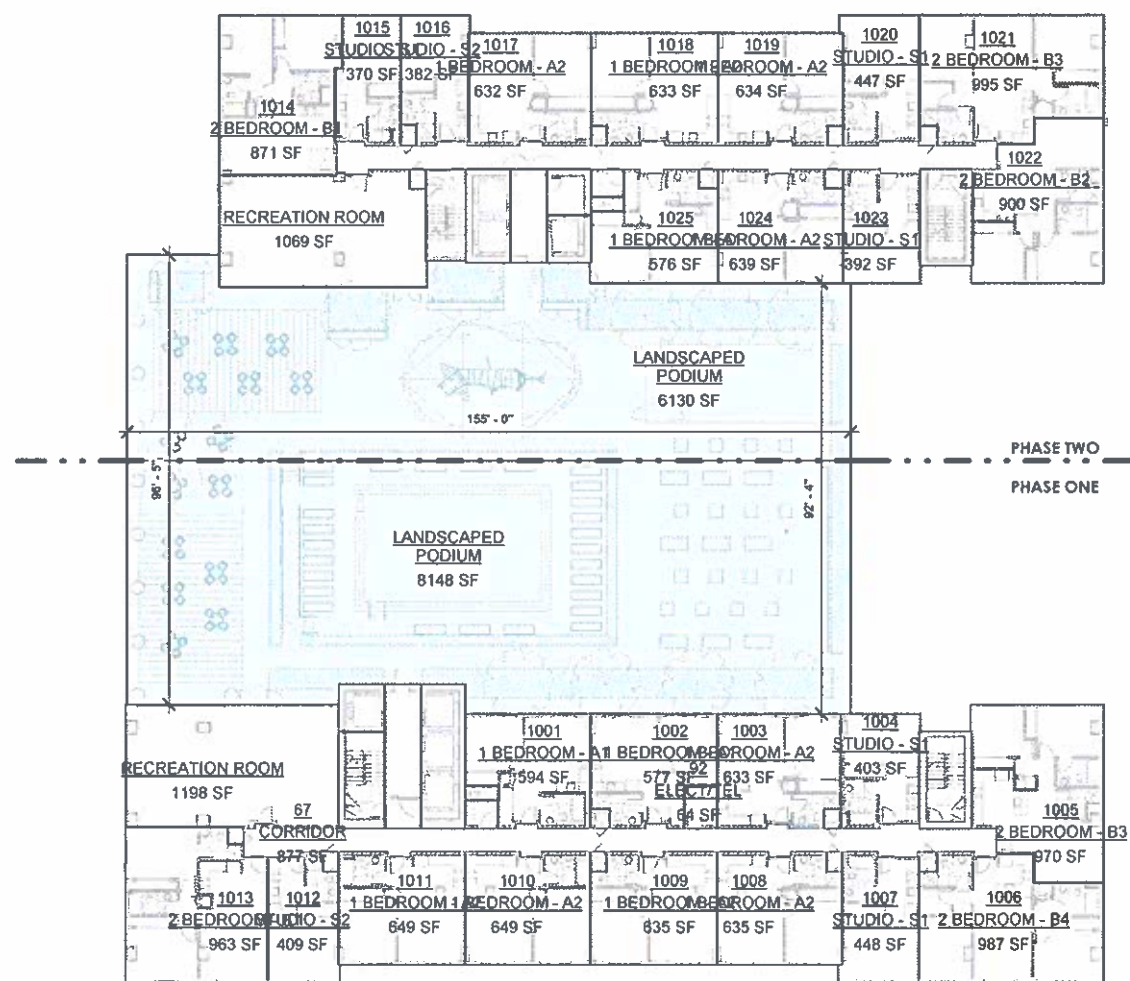 1015
370 SF
1016
STUDIO - S2
382 SF
1017
1 BEDROOM - A2
632 SF
1018
1 BEDROOM
633 SF
1019
BEDROOM - A2
634 SF
1020
STUDIO - S1
447 SF
1021
2 BEDROOM - B3
995 SF
1014
2 BEDROOM - B1
871 SF
1022
2 BEDROOM - B2
900 SF
RECREATION ROOM
1069 SF
1025
1 BEDROOM
576 SF
1024
BEDROOM - A2
639 SF
1023
STUDIO - S1
392 SF
LANDSCAPED
PODIUM
6130 SF
155' - 0"
96' - 5"
92' - 4"
PHASE TWO
PHASE ONE
LANDSCAPED
PODIUM
8148 SF
RECREATION ROOM
1198 SF
67
CORRIDOR
877 SF
1001
1 BEDROOM - A1
594 SF
1002
1 BEDROOM
577 SF
92
ELECT/TEL
64 SF
1003
BEDROOM - A2
633 SF
1004
STUDIO - S1
403 SF
1005
2 BEDROOM - B3
970 SF
1013
2 BEDROOM
963 SF
1012
STUDIO - S2
409 SF
1011
1 BEDROOM
649 SF
1010
BEDROOM - A2
649 SF
1009
1 BEDROOM
635 SF
1008
BEDROOM - A2
635 SF
1007
STUDIO - S1
448 SF
1006
2 BEDROOM - B4
987 SF